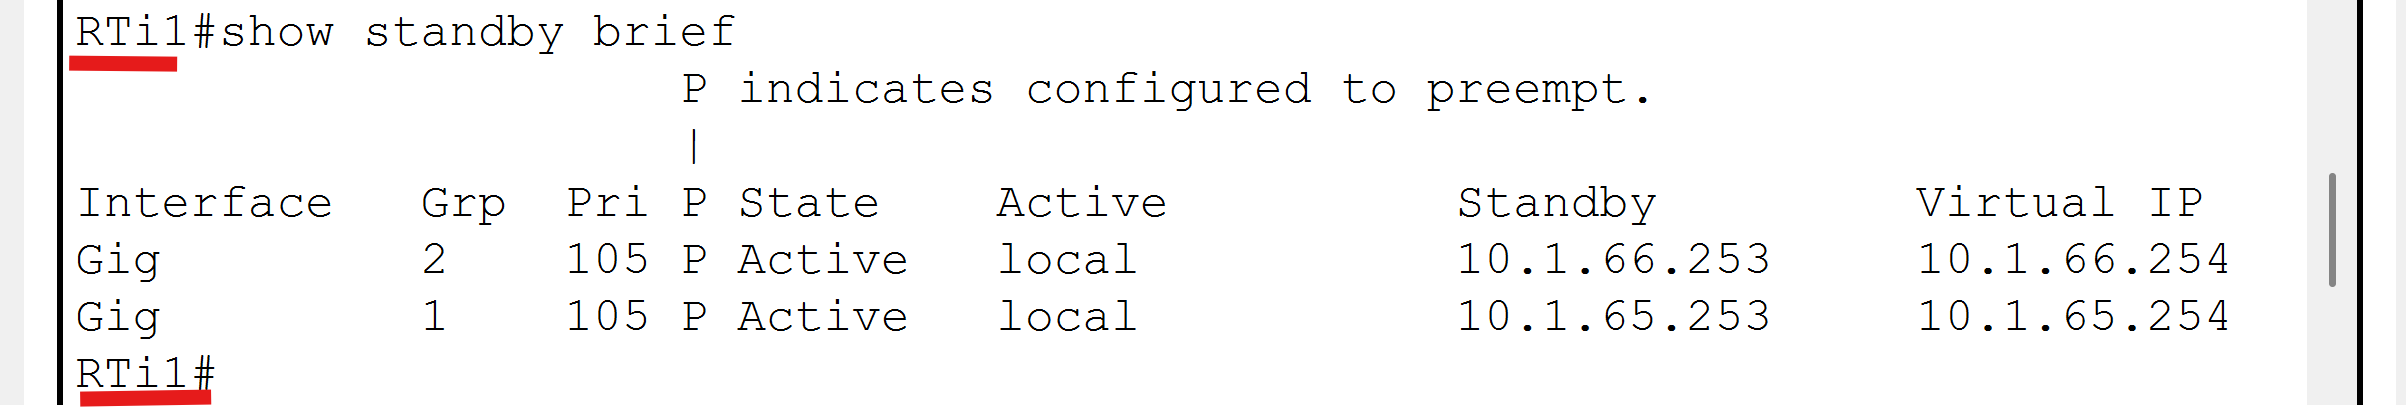 RTi1#show standby brief
P indicates configured to preempt.
|
Interface Grp Pri P State Active Standby Virtual IP
Gig 2 105 P Active local 10.1.66.253 10.1.66.254
Gig 1 105 P Active local 10.1.65.253 10.1.65.254
RTi1#